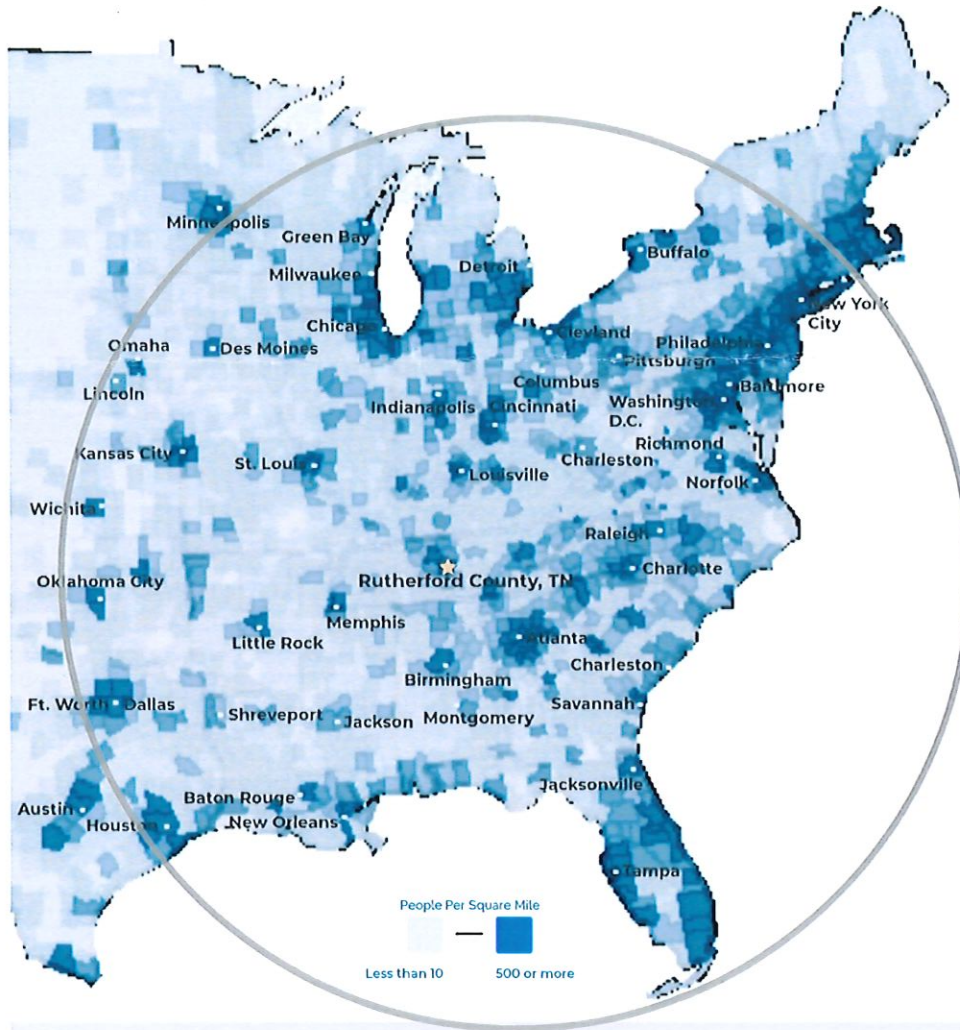 Minneapolis
Green Bay
Milwaukee
Detroit
Buffalo
New York
City
Chicago
Clevland
Philadelphia
Pittsburgh
Omaha
Des Moines
Lincoln
Columbus
Baltimore
Indianapolis
Cincinnati
Washington
D.C.
Richmond
Kansas City
St. Louis
Louisville
Charleston
Norfolk
Wichita
Raleigh
Oklahoma City
Rutherford County, TN
Charlotte
Memphis
Little Rock
Atlanta
Birmingham
Charleston
Ft. Worth
Dallas
Shreveport
Jackson
Montgomery
Savannah
Jacksonville
Austin
Baton Rouge
Houston
New Orleans
Tampa
People Per Square Mile
Less than 10
500 or more